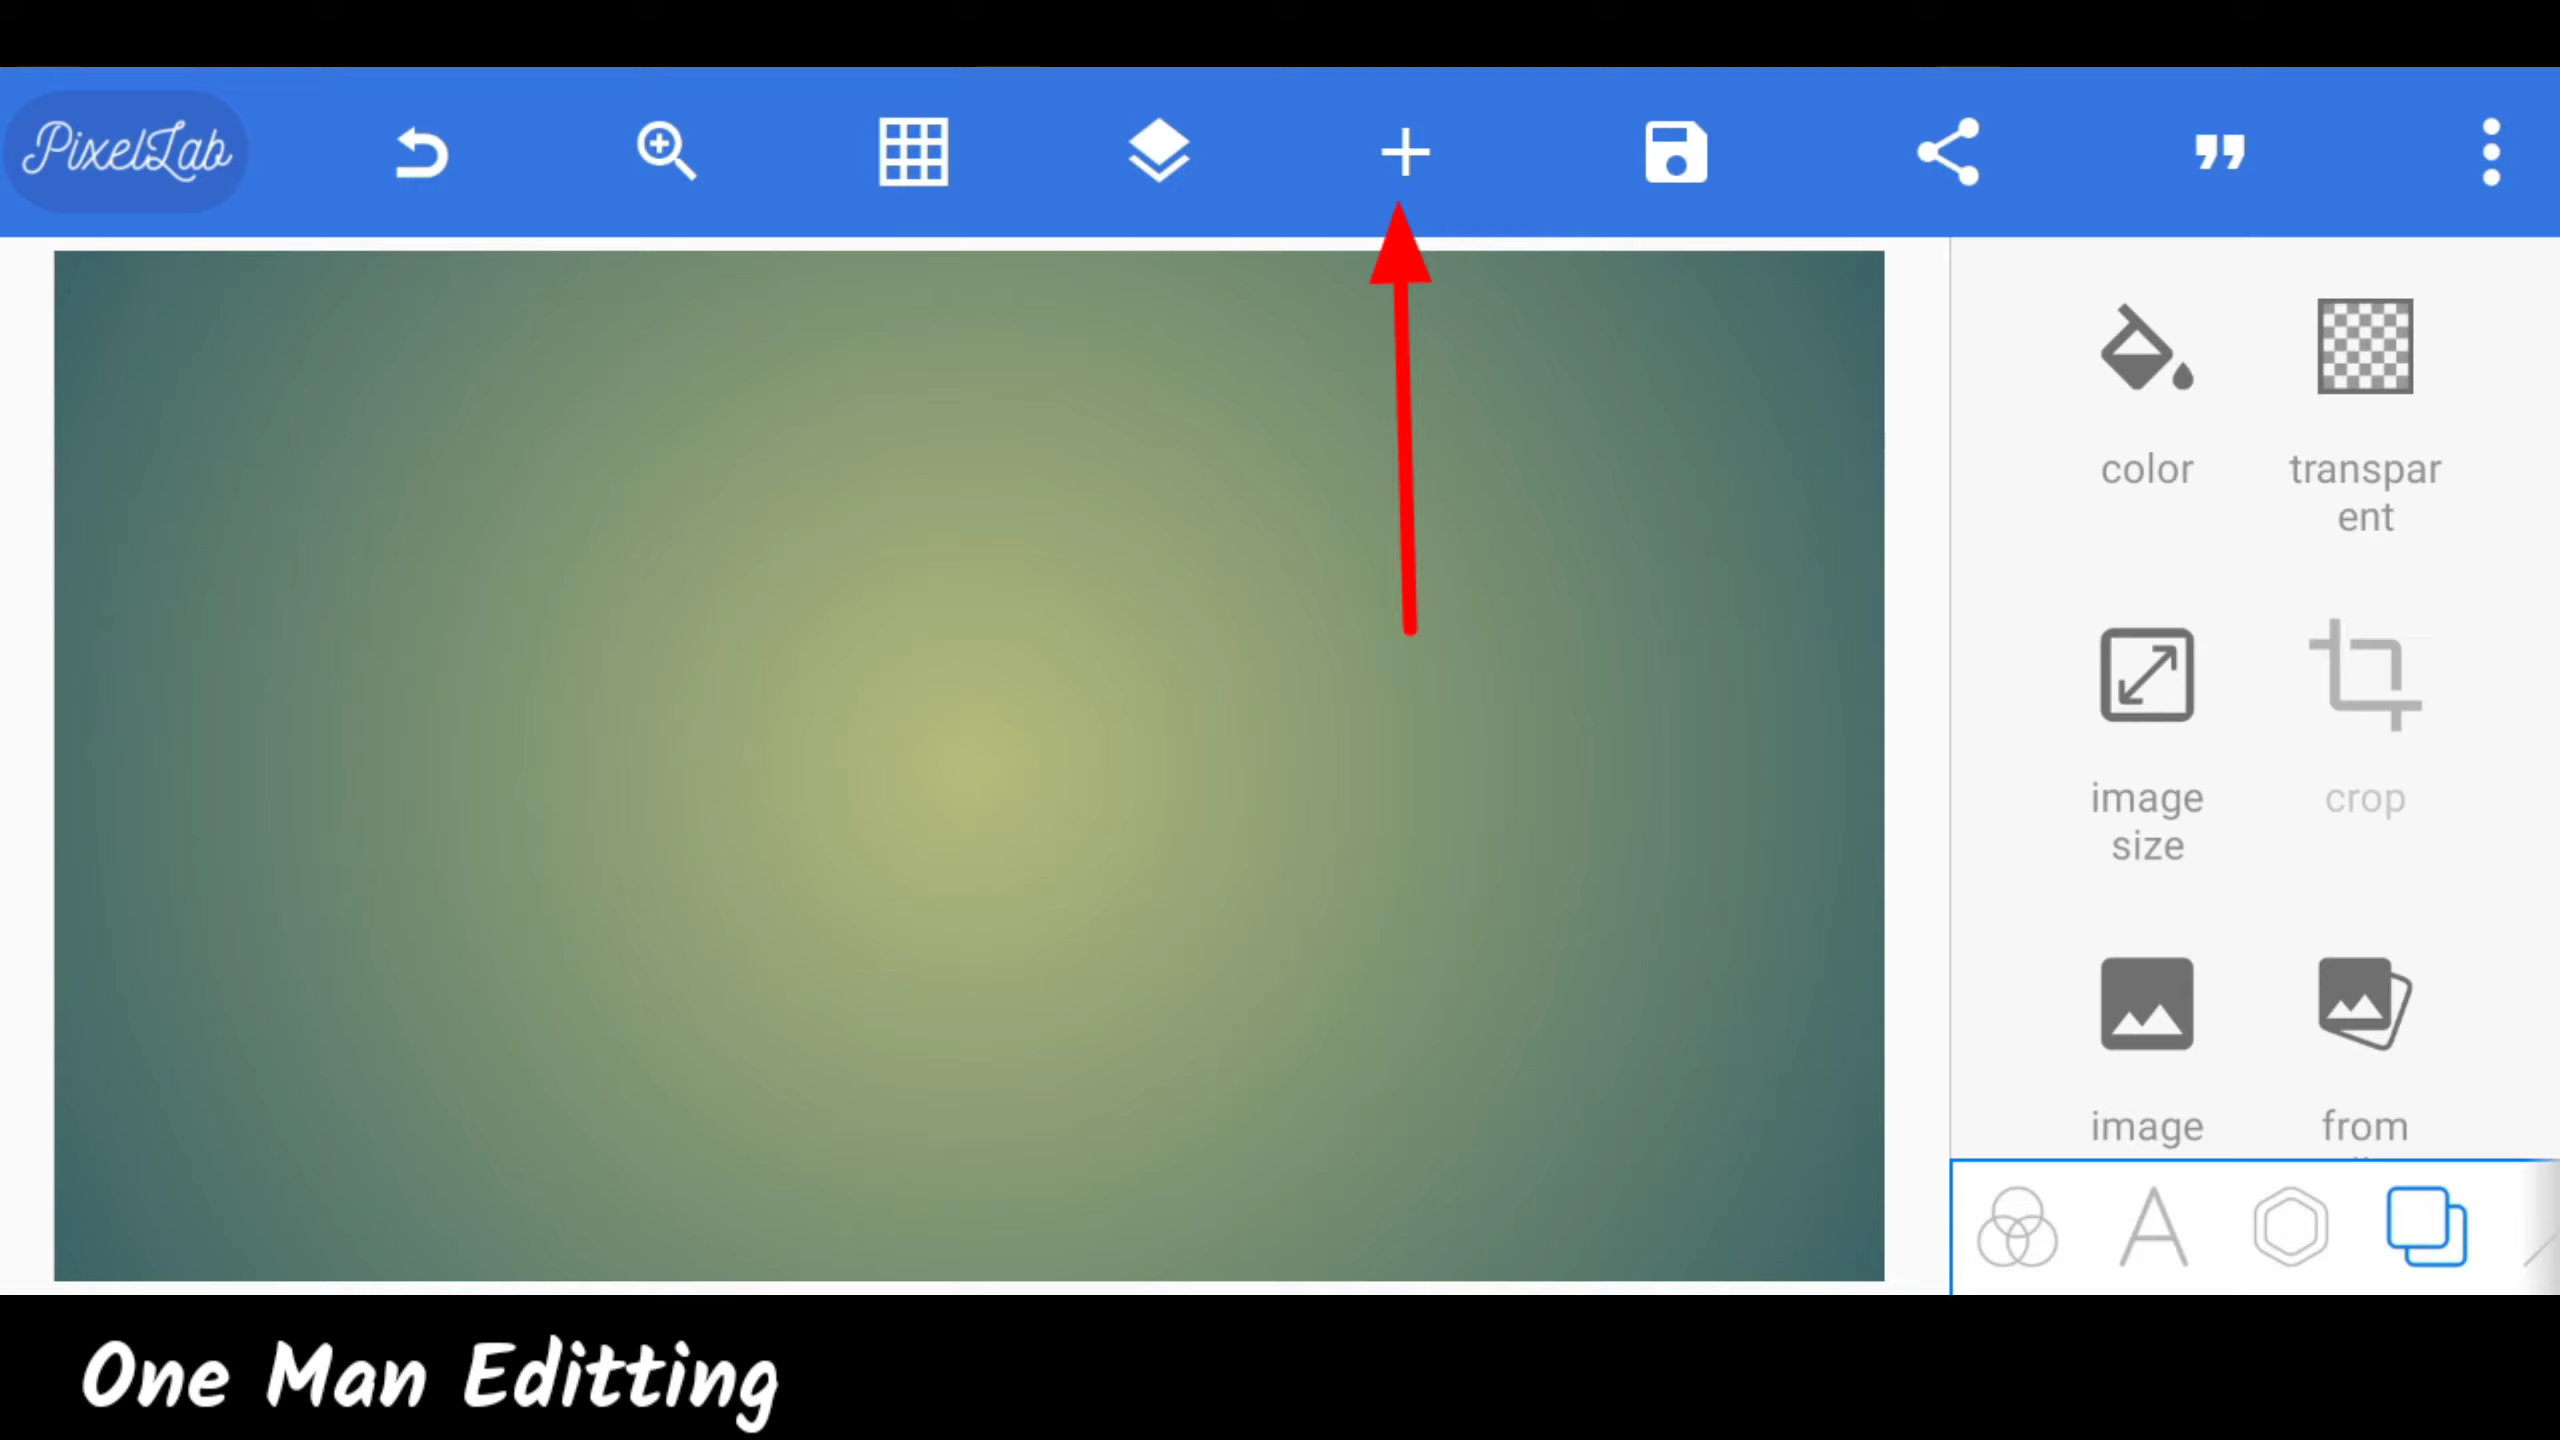 PixelLab
color
transpar
ent
image
size
crop
image
from
One Man Editting